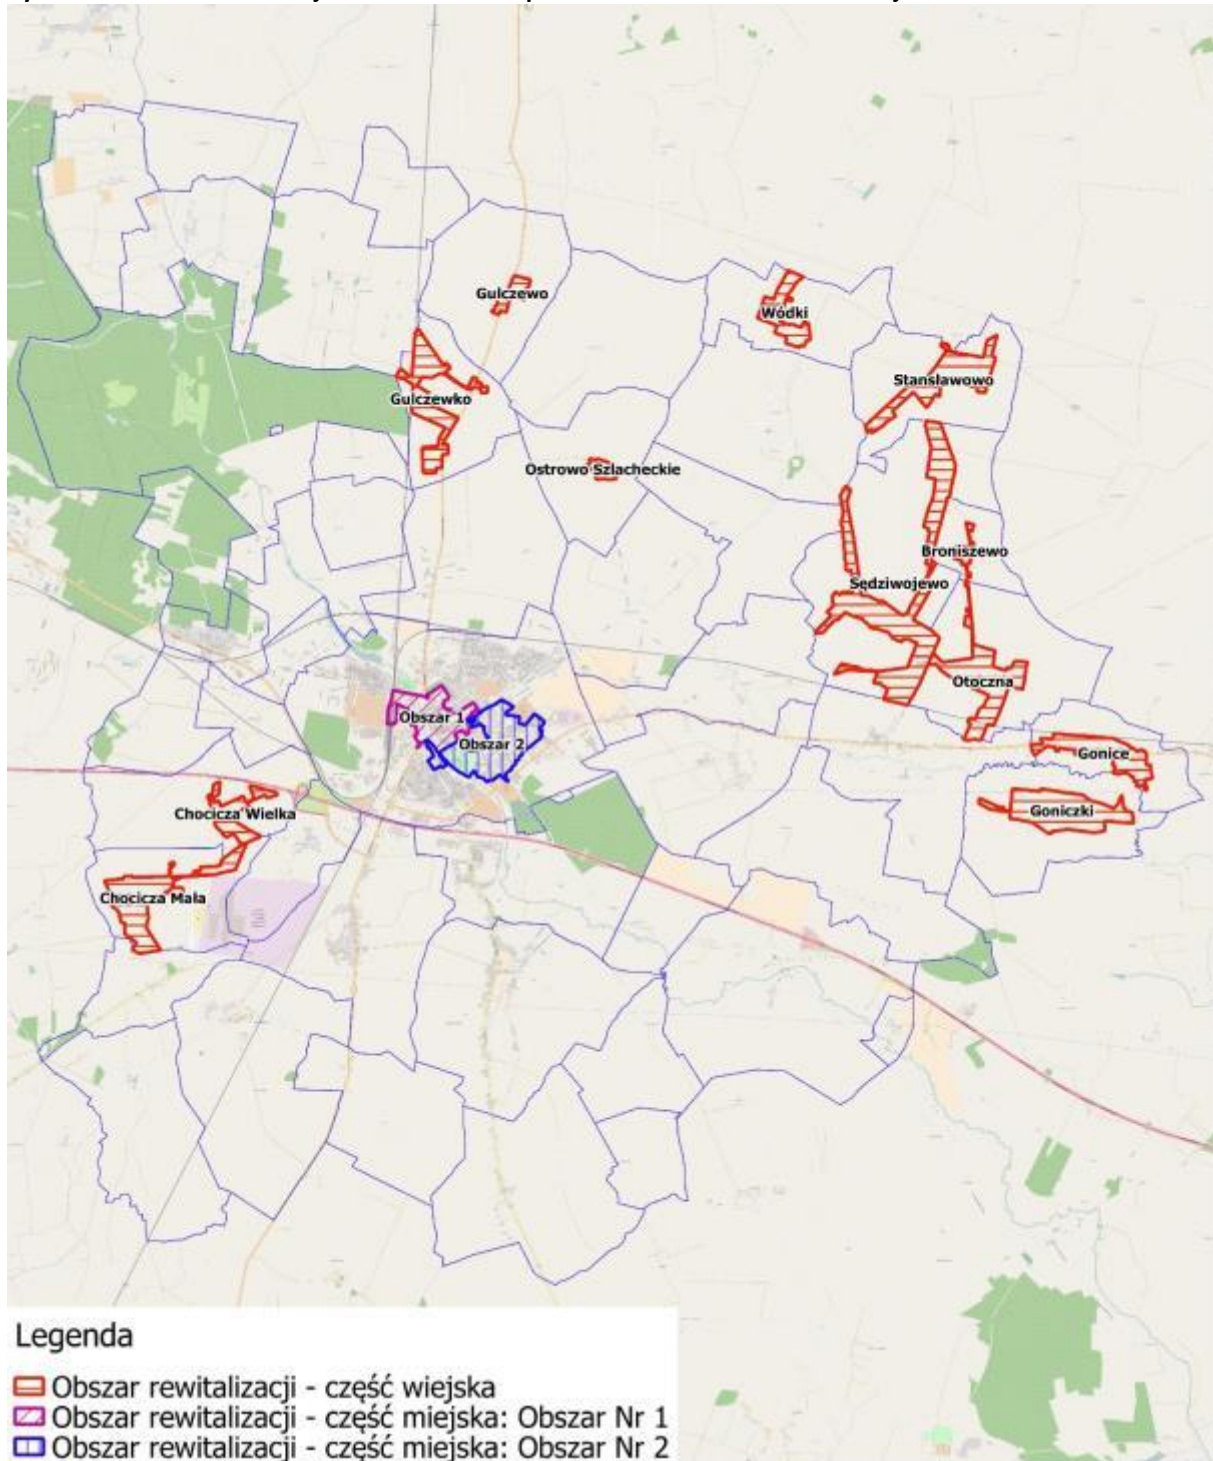 Gulczewo
Wódki
Stanisławowo
Gulczewko
Ostrowo Szlacheckie
Broniszewo
Sędziwojewo
Otoczna
Obszar 1
Obszar 2
Gonice
Goniczki
Chocicza Wielka
Chocicza Mała
Legenda
Obszar rewitalizacji - część wiejska
Obszar rewitalizacji - część miejska: Obszar Nr 1
Obszar rewitalizacji - część miejska: Obszar Nr 2